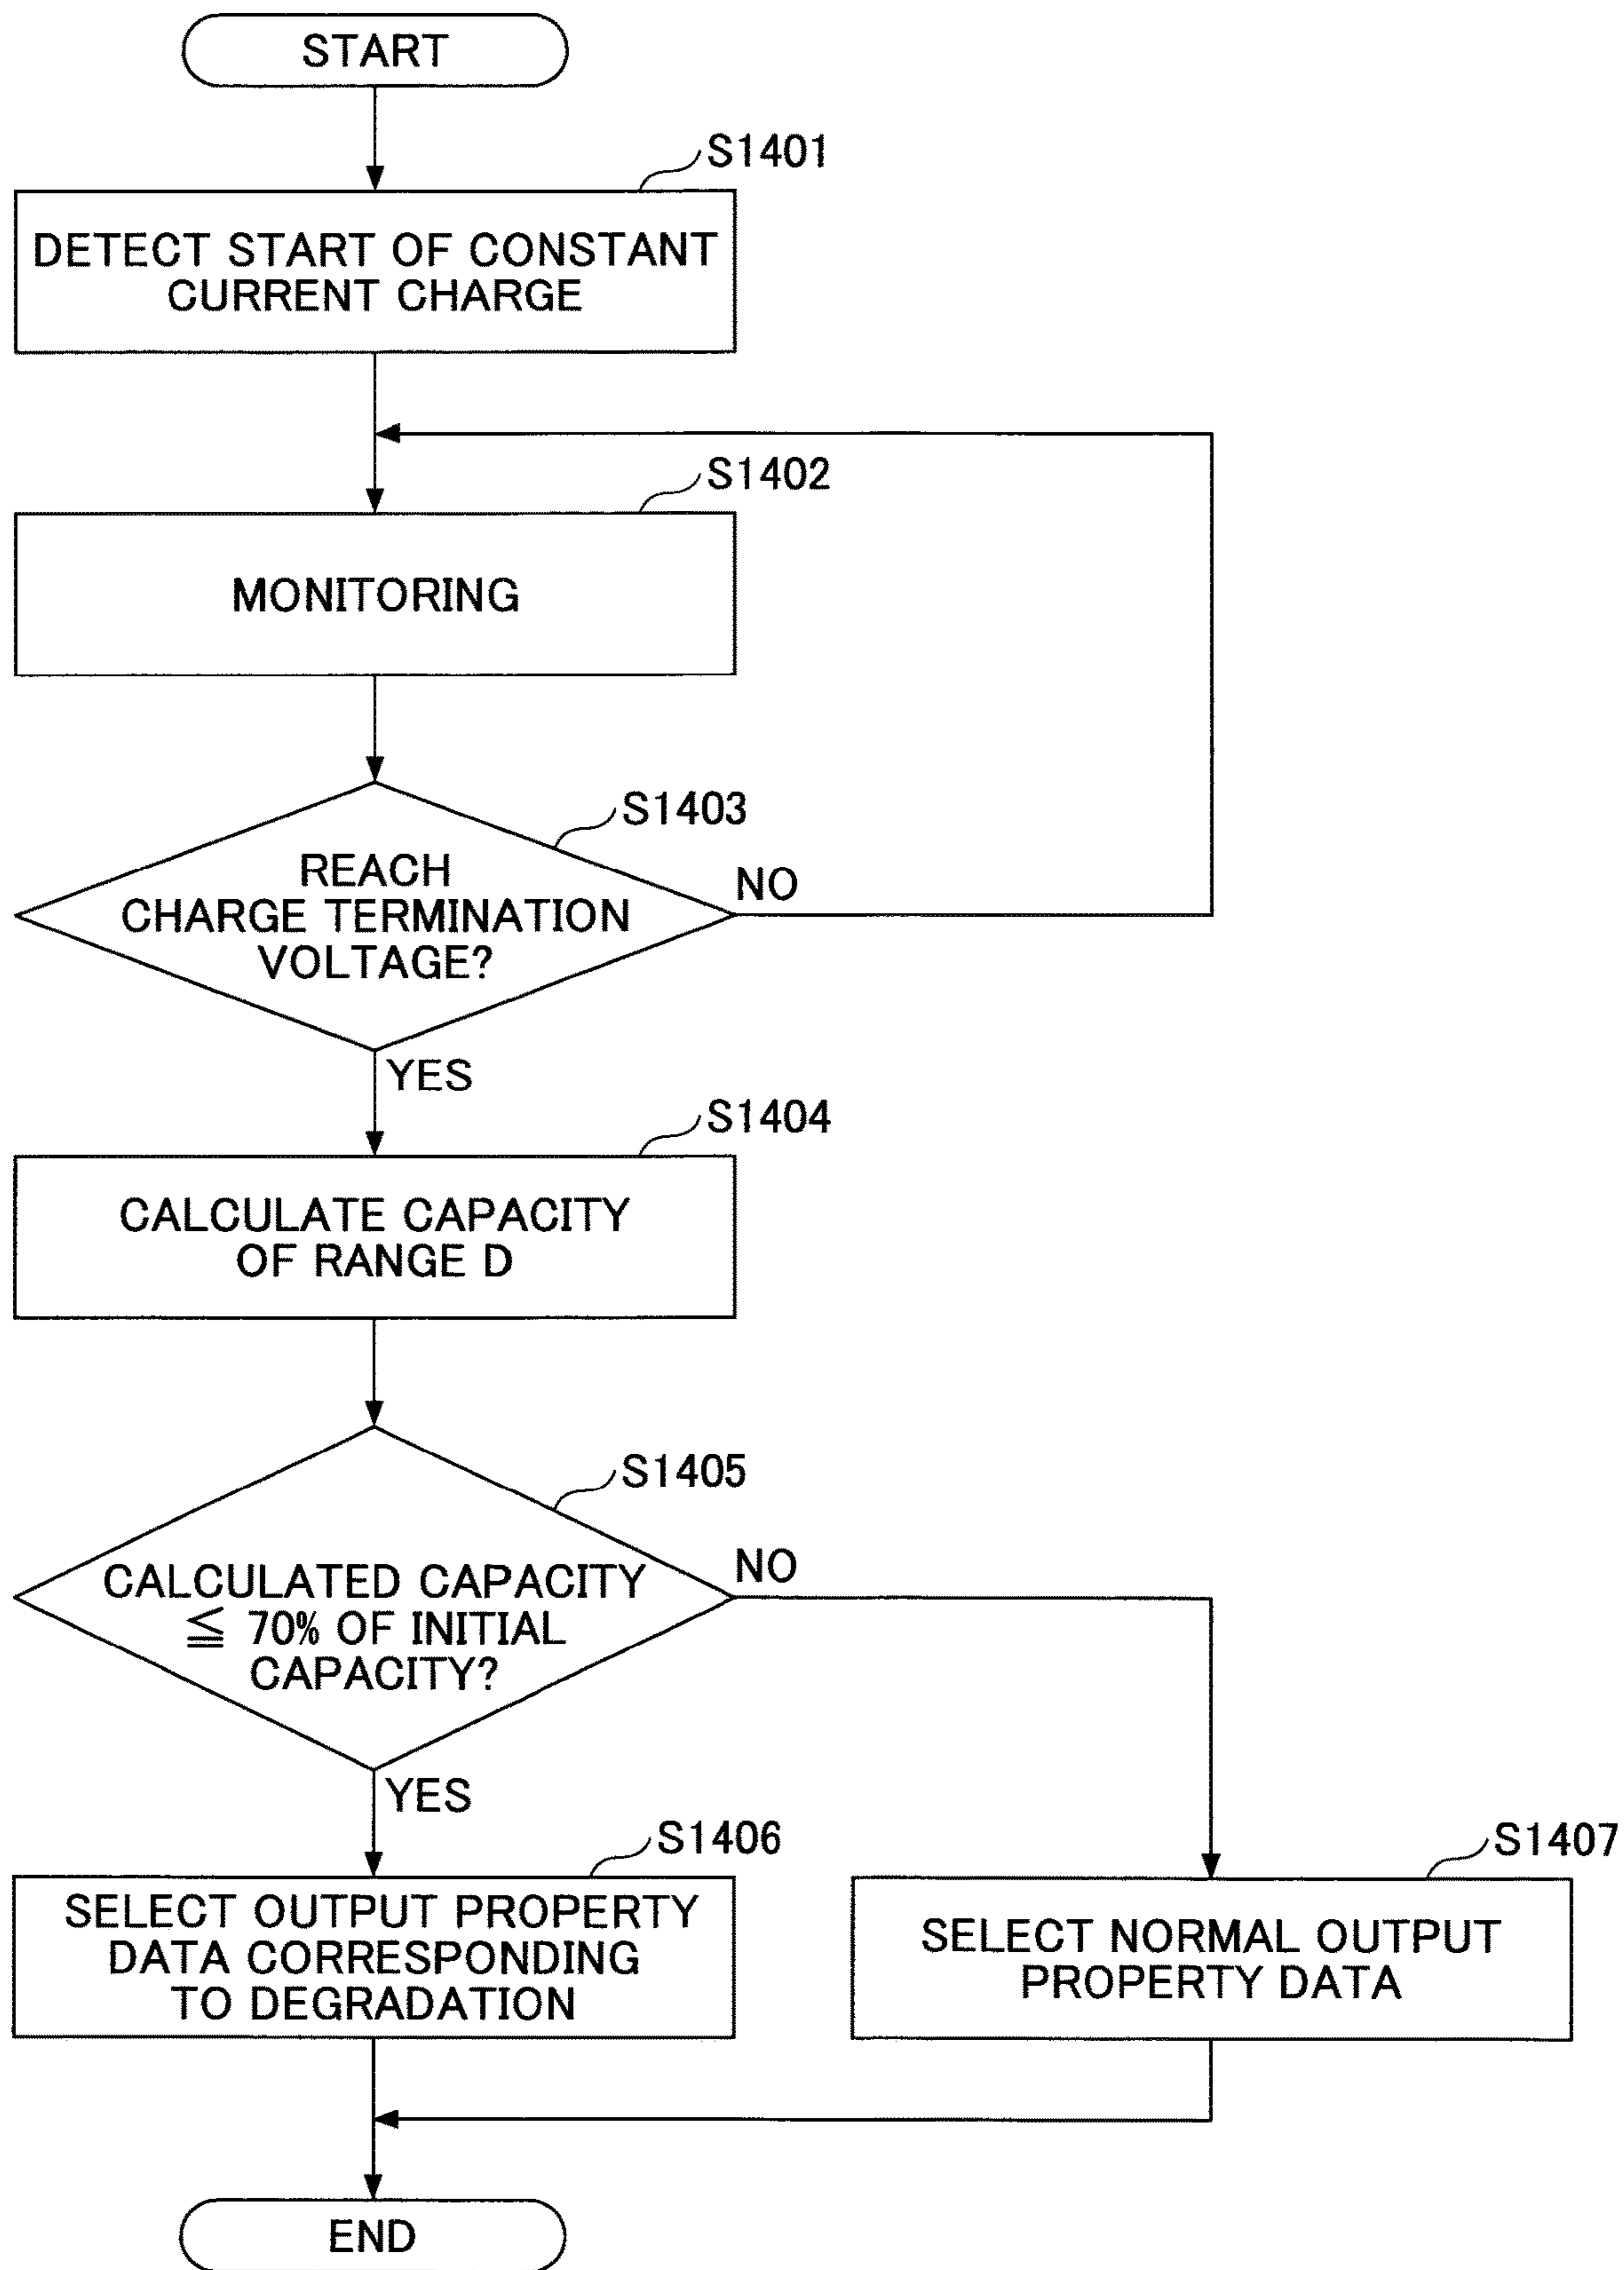 START
S1401
DETECT START OF CONSTANT
CURRENT CHARGE
S1402
MONITORING
S1403
REACH
CHARGE TERMINATION
VOLTAGE?
NO
YES
S1404
CALCULATE CAPACITY
OF RANGE D
S1405
CALCULATED CAPACITY
≦ 70% OF INITIAL
CAPACITY?
NO
YES
S1406
SELECT OUTPUT PROPERTY
DATA CORRESPONDING
TO DEGRADATION
S1407
SELECT NORMAL OUTPUT
PROPERTY DATA
END